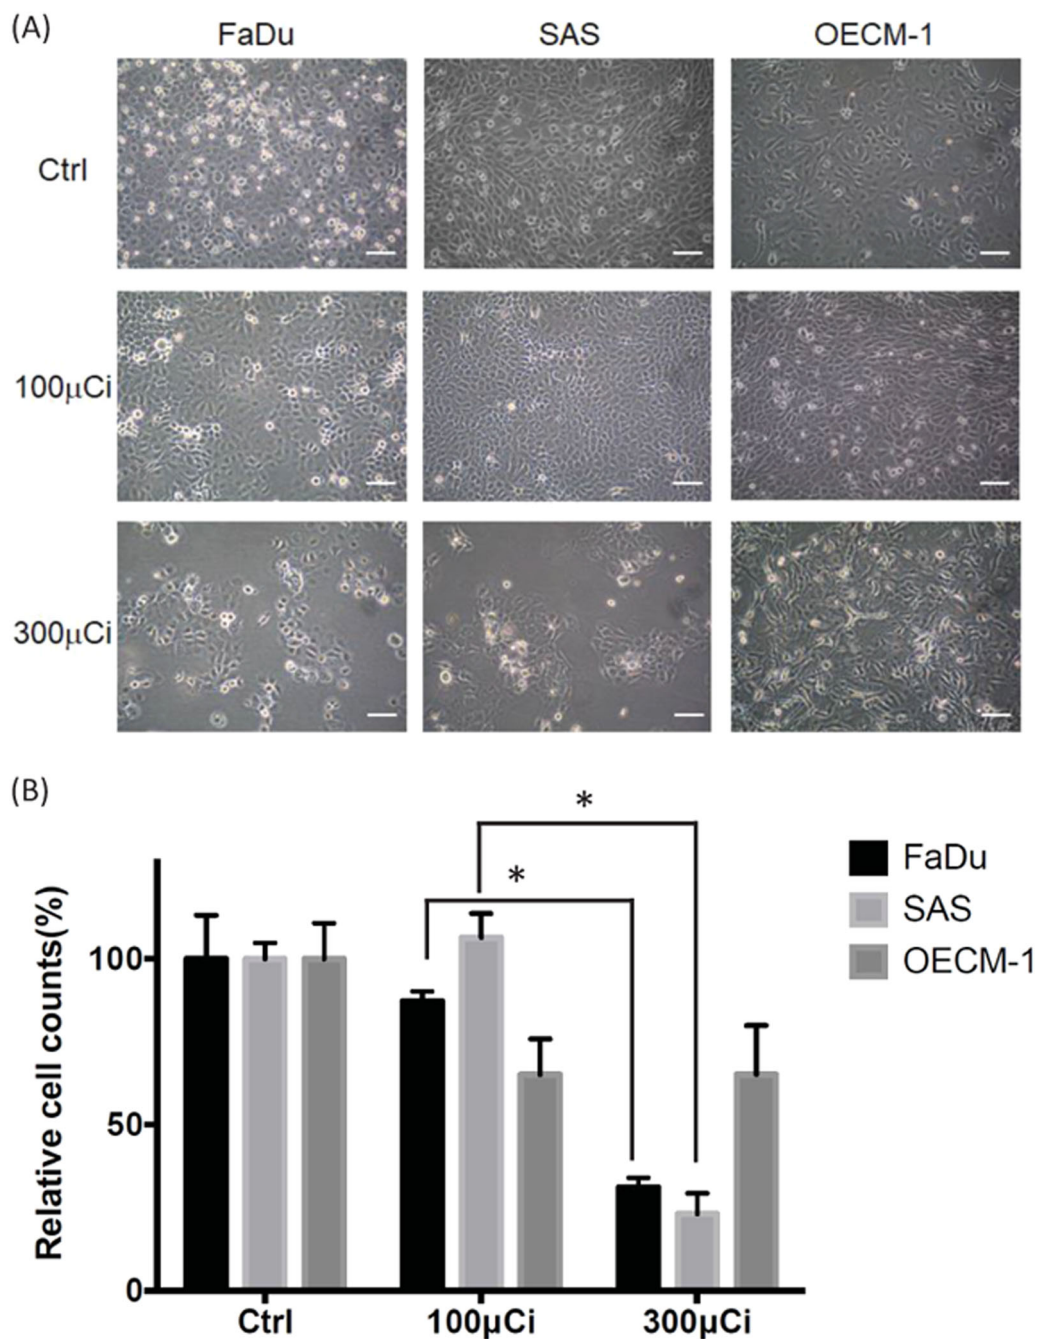 (A)
FaDu SAS OECM-1
Ctrl
100μCi
300μCi
(B)
*
*
FaDu
SAS
OECM-1
Relative cell counts(%)
100
50
0
Ctrl 100μCi 300μCi